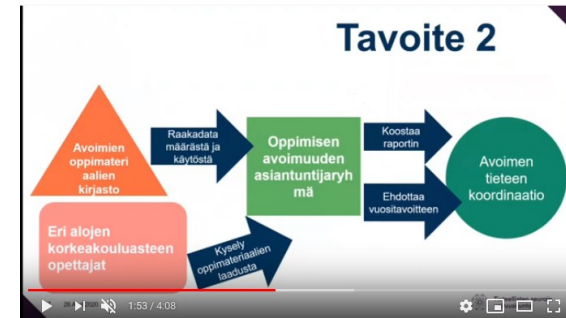 Tavoite 2
Avoimien
oppimateri
aalien
kirjasto
Raakadata
määrästä ja
käytöstä
Oppimisen
avoimuuden
asiantuntijaryh
mä
Koostaa
raportin
Ehdottaa
vuositavoitteen
Avoimen
tieteen
koordinaatio
Eri alojen
korkeakouluasteen
opettajat
Kysely
oppimateriaalien
laadusta
1:53 / 4:08